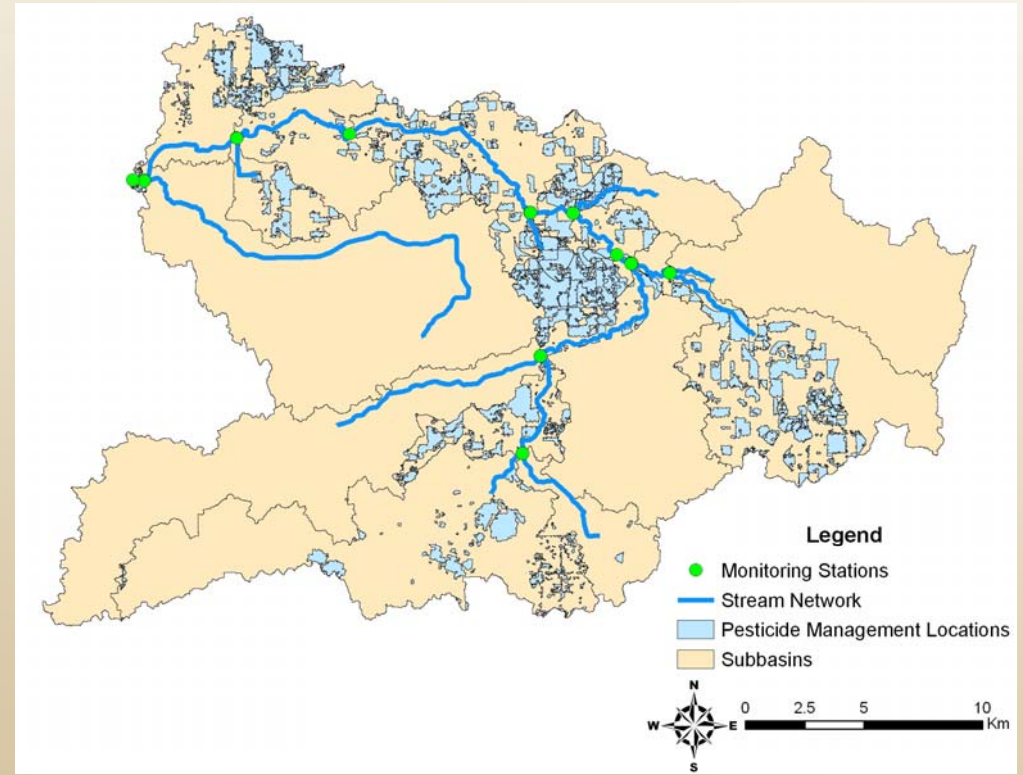 Legend
Monitoring Stations
Stream Network
Pesticide Management Locations
Subbasins
N
W E
S
0 2.5 5 10
Km